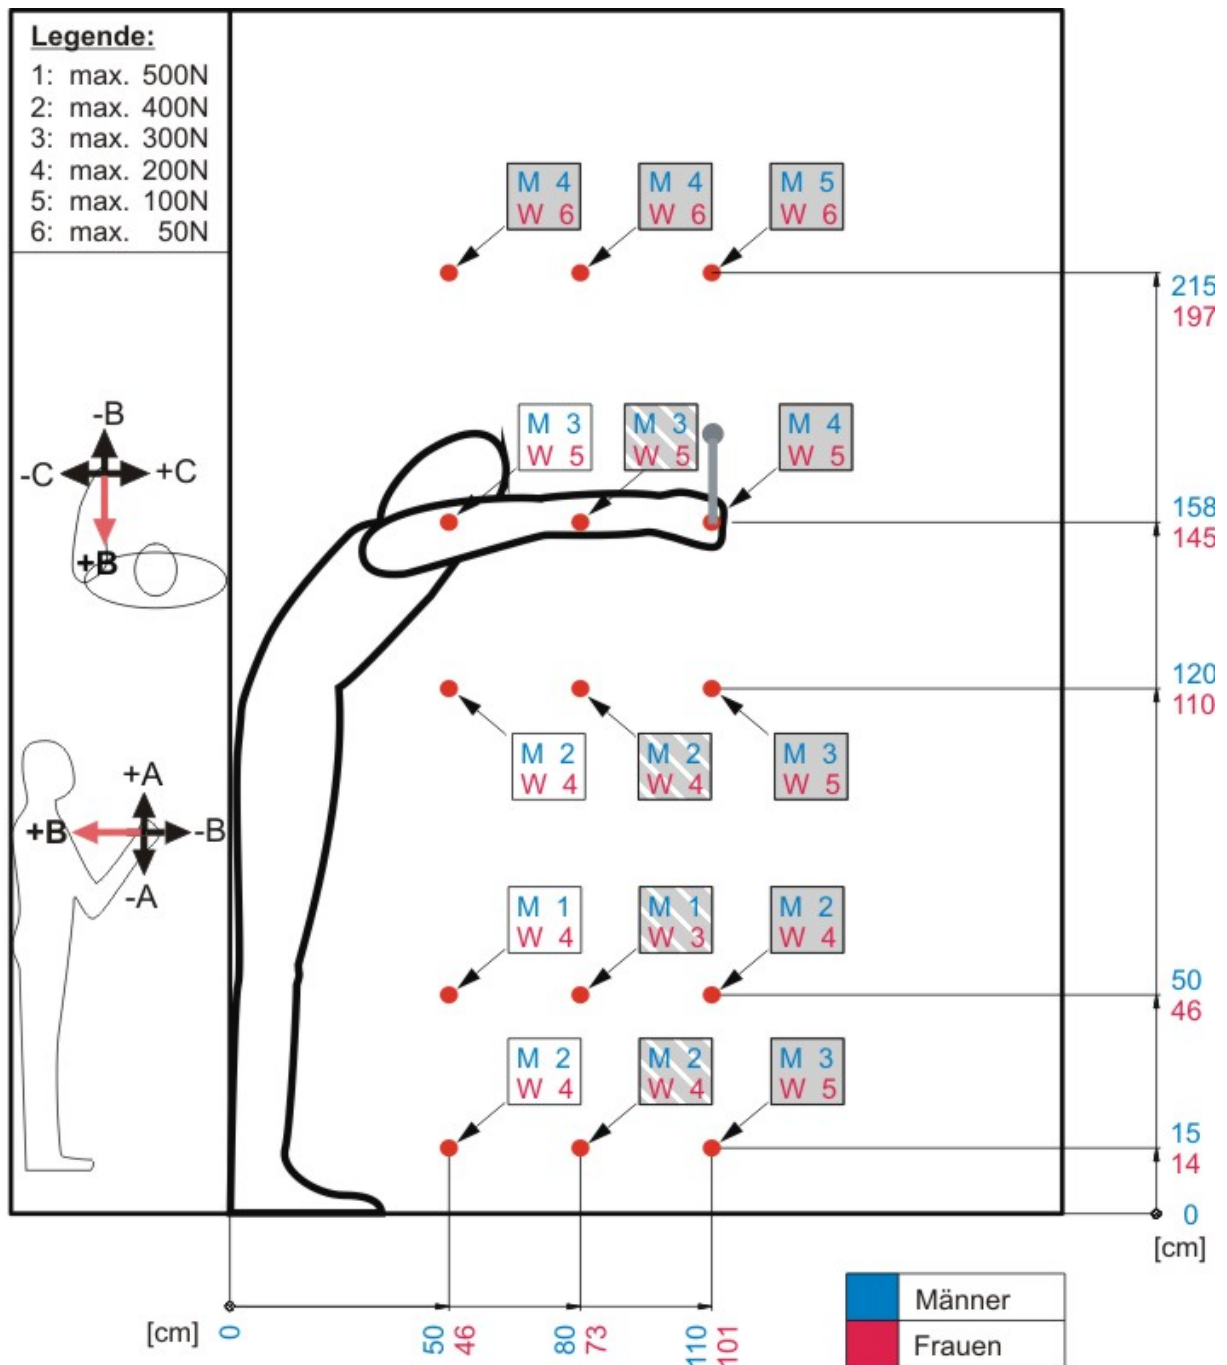 Legende:
1: max. 500N
2: max. 400N
3: max. 300N
4: max. 200N
5: max. 100N
6: max. 50N
M 4
W 6
M 4
W 6
M 5
W 6
215
197
-B
-C
+C
+B
M 3
W 5
M 3
W 5
M 4
W 5
158
145
120
110
M 2
W 4
M 2
W 4
M 3
W 5
+A
+B
-B
-A
M 1
W 4
M 1
W 3
M 2
W 4
50
46
M 2
W 4
M 2
W 4
M 3
W 5
15
14
0
[cm]
[cm]
0
50
46
80
73
110
101
Männer
Frauen